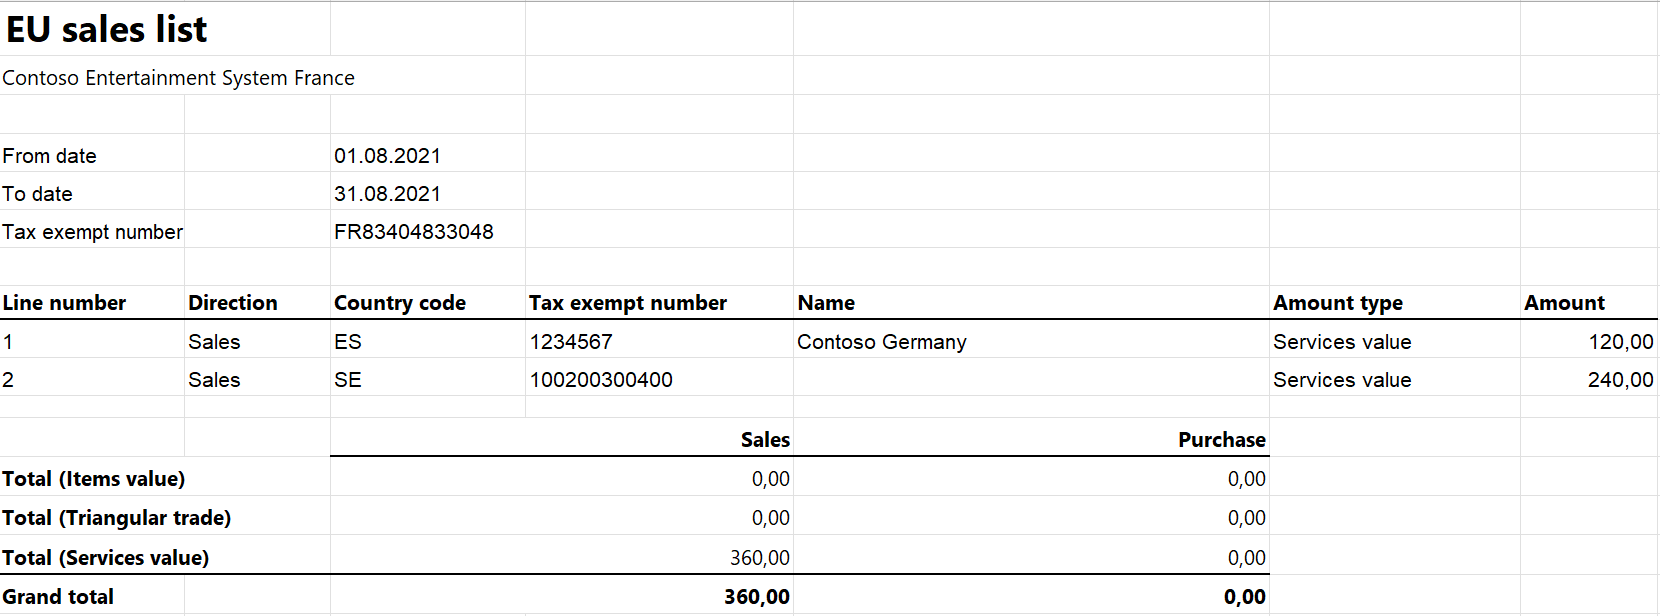 EU sales list
Contoso Entertainment System France
From date 01.08.2021
To date 31.08.2021
Tax exempt number FR83404833048
Line number Direction Country code Tax exempt number Name Amount type Amount
1 Sales ES 1234567 Contoso Germany Services value 120,00
2 Sales SE 100200300400 Services value 240,00
Sales Purchase
Total (Items value) 0,00 0,00
Total (Triangular trade) 0,00 0,00
Total (Services value) 360,00 0,00
Grand total 360,00 0,00